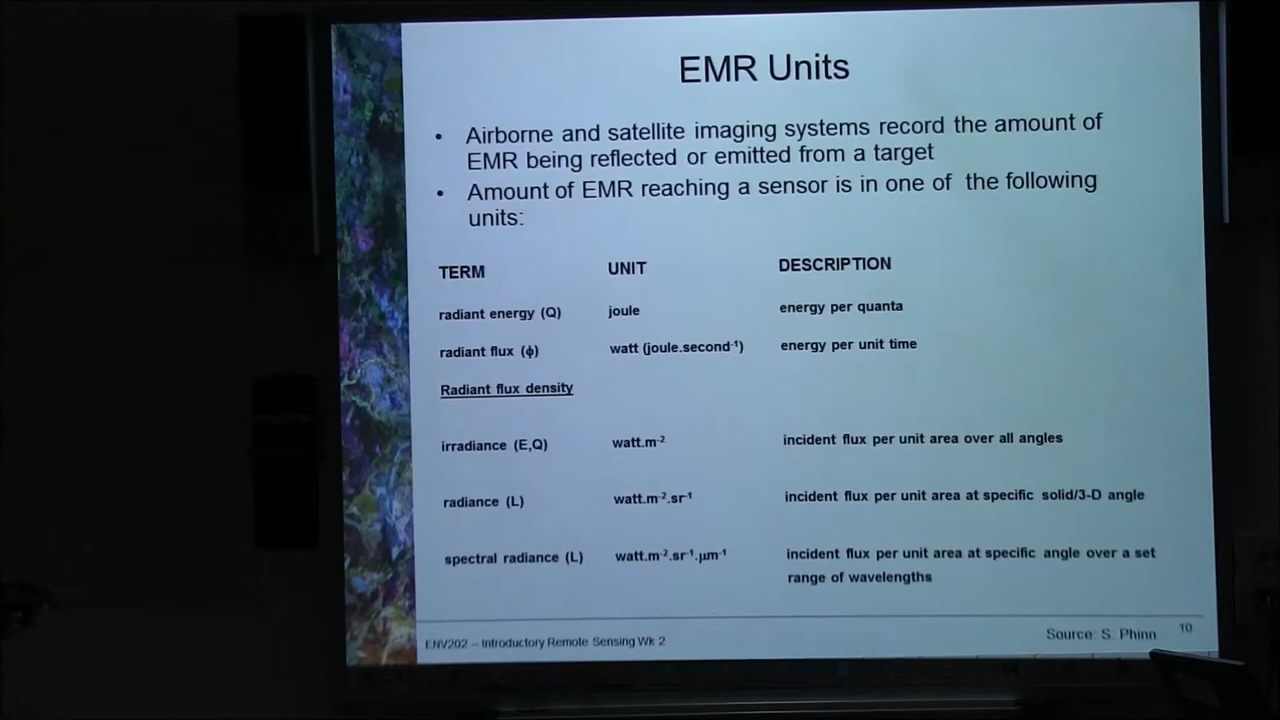 EMR Units
• Airborne and satellite imaging systems record the amount of
EMR being reflected or emitted from a target
• Amount of EMR reaching a sensor is in one of the following
units:
TERM UNIT DESCRIPTION
radiant energy (Q) joule energy per quanta
radiant flux (ϕ) watt (joule.second⁻¹) energy per unit time
Radiant flux density
irradiance (E,Q) watt.m⁻² incident flux per unit area over all angles
radiance (L) watt.m⁻².sr⁻¹ incident flux per unit area at specific solid/3-D angle
spectral radiance (L) watt.m⁻².sr⁻¹.µm⁻¹ incident flux per unit area at specific angle over a set
range of wavelengths
ENV202 – Introductory Remote Sensing Wk 2 Source: S. Phinn 10